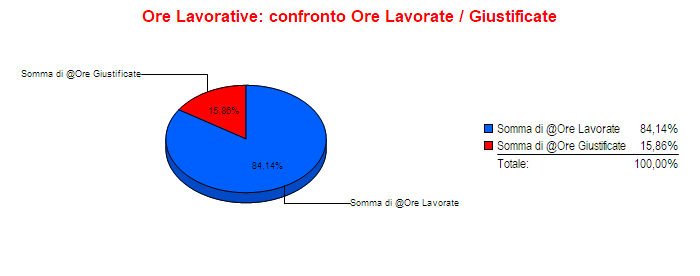 Ore Lavorative: confronto Ore Lavorate / Giustificate
Somma di @Ore Giustificate
15,86%
84,14%
Somma di @Ore Lavorate
Somma di @Ore Lavorate 84,14%
Somma di @Ore Giustificate 15,86%
Totale: 100,00%